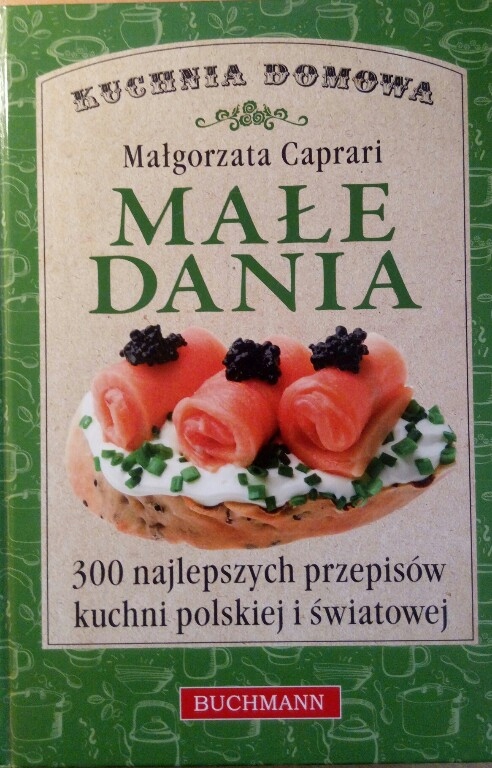 KUCHNIA DOMOWA
Małgorzata Caprari
MAŁE
DANIA
300 najlepszych przepisów
kuchni polskiej i światowej
BUCHMANN